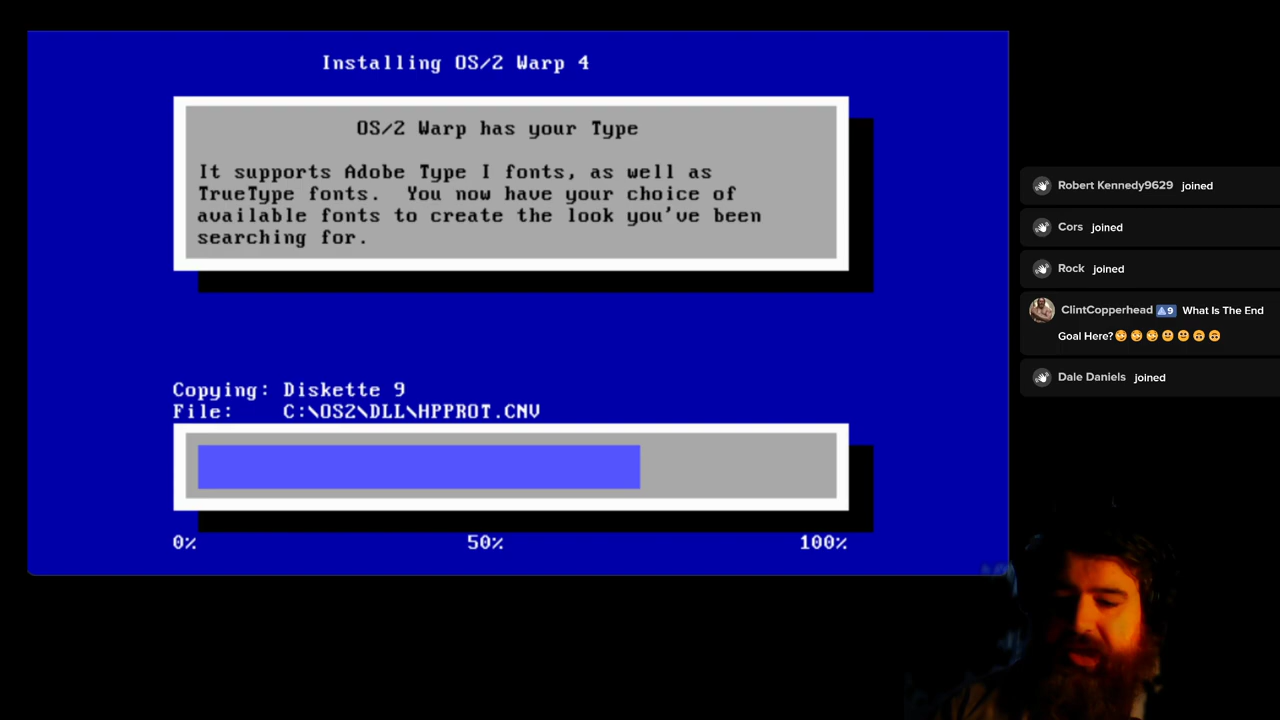 Installing OS/2 Warp 4
OS/2 Warp has your Type
It supports Adobe Type I fonts, as well as
TrueType fonts.  You now have your choice of
available fonts to create the look you've been
searching for.
Copying: Diskette 9
File:    C:\OS2\DLL\HPPROT.CNV
0% 50% 100%
Robert Kennedy9629 joined
Cors joined
Rock joined
ClintCopperhead 9 What Is The End
Goal Here?
Dale Daniels joined